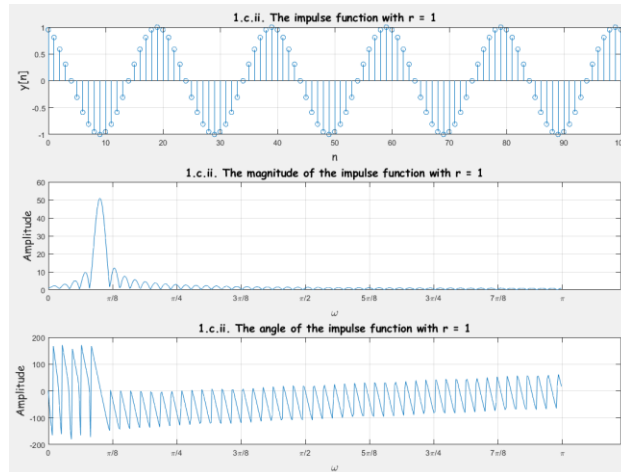 1.c.ii. The impulse function with r = 1
1
0.5
0
-0.5
-1
y[n]
0 10 20 30 40 50 60 70 80 90 100
n
1.c.ii. The magnitude of the impulse function with r = 1
60
50
40
30
20
10
0
Amplitude
0 π/8 π/4 3π/8 π/2 5π/8 3π/4 7π/8 π
ω
1.c.ii. The angle of the impulse function with r = 1
200
100
0
-100
-200
Amplitude
0 π/8 π/4 3π/8 π/2 5π/8 3π/4 7π/8 π
ω